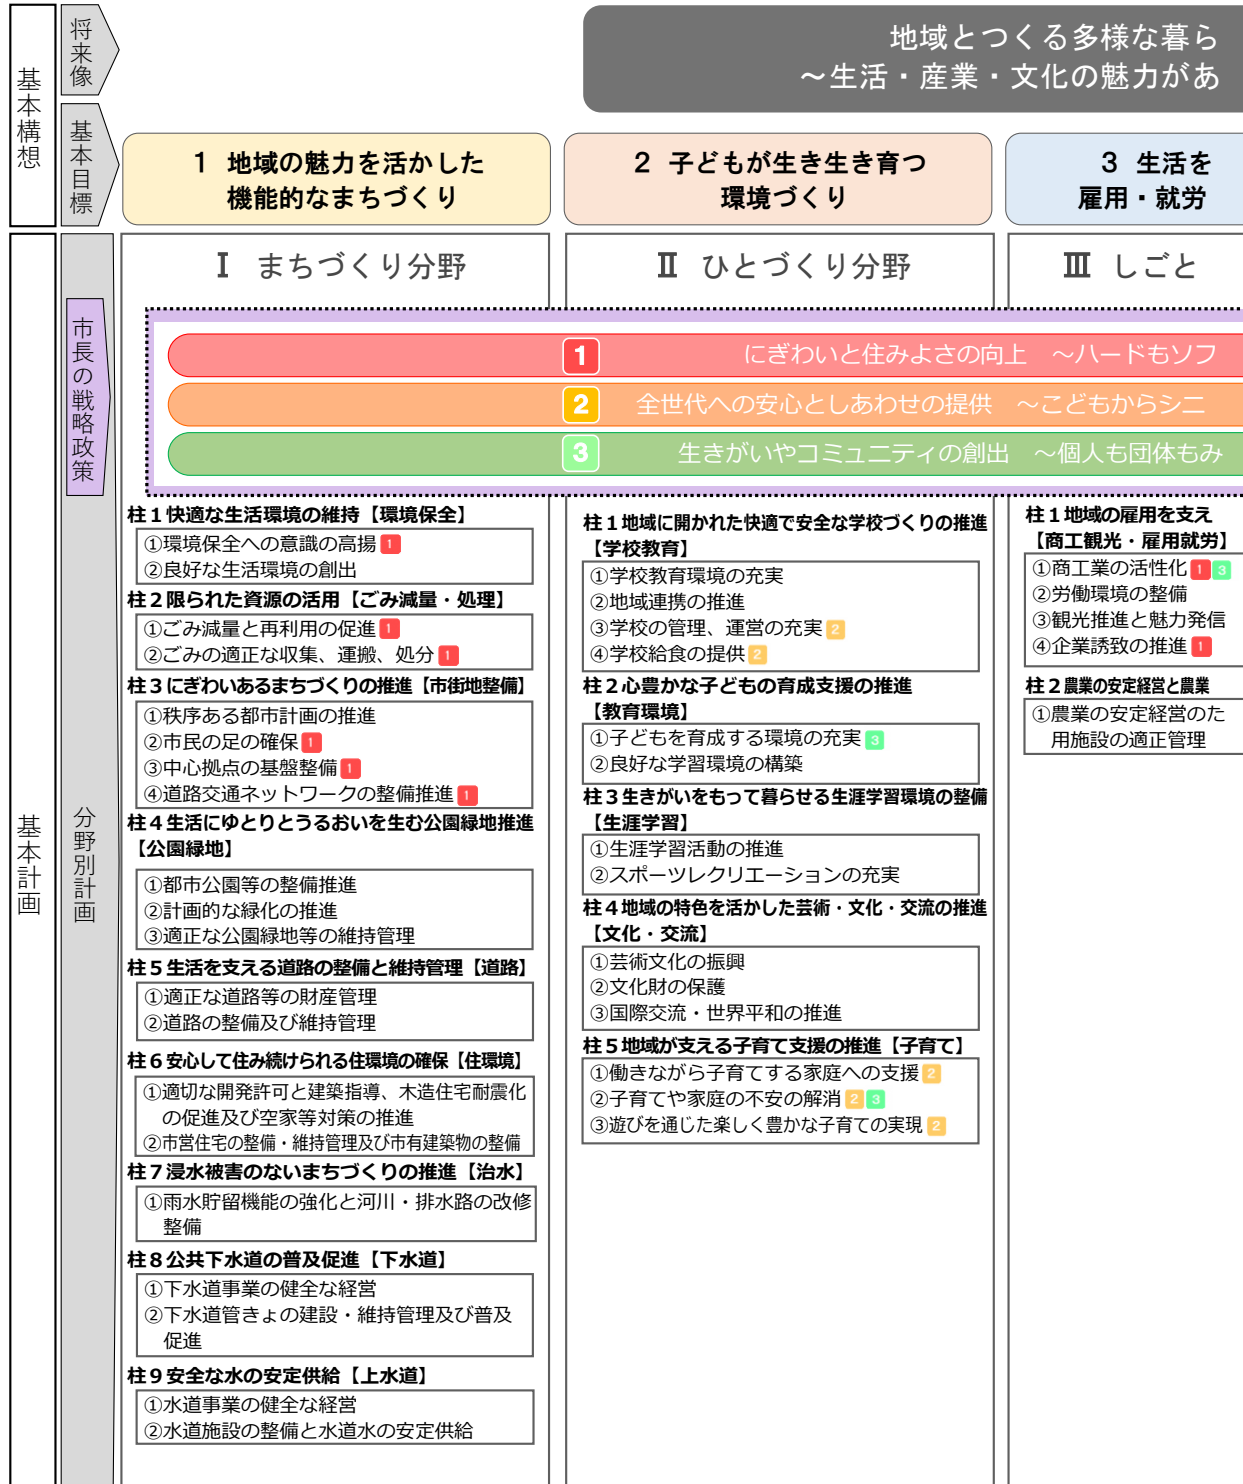 基本構想
将来像
地域とつくる多様な暮ら
～生活・産業・文化の魅力があ
基本目標
1 地域の魅力を活かした
機能的なまちづくり
2 子どもが生き生き育つ
環境づくり
3 生活を
雇用・就労
基本計画
分野別計画
Ⅰ まちづくり分野
Ⅱ ひとづくり分野
Ⅲ しごと
市長の戦略政策
1 にぎわいと住みよさの向上 ～ハードもソフ
2 全世代への安心としあわせの提供 ～こどもからシニ
3 生きがいやコミュニティの創出 ～個人も団体もみ
柱１快適な生活環境の維持【環境保全】
①環境保全への意識の高揚 1
②良好な生活環境の創出
柱２限られた資源の活用【ごみ減量・処理】
①ごみ減量と再利用の促進 1
②ごみの適正な収集、運搬、処分 1
柱３にぎわいあるまちづくりの推進【市街地整備】
①秩序ある都市計画の推進
②市民の足の確保 1
③中心拠点の基盤整備 1
④道路交通ネットワークの整備推進 1
柱４生活にゆとりとうるおいを生む公園緑地推進
【公園緑地】
①都市公園等の整備推進
②計画的な緑化の推進
③適正な公園緑地等の維持管理
柱５生活を支える道路の整備と維持管理【道路】
①適正な道路等の財産管理
②道路の整備及び維持管理
柱６安心して住み続けられる住環境の確保【住環境】
①適切な開発許可と建築指導、木造住宅耐震化
の促進及び空家等対策の推進
②市営住宅の整備・維持管理及び市有建築物の整備
柱７浸水被害のないまちづくりの推進【治水】
①雨水貯留機能の強化と河川・排水路の改修
整備
柱８公共下水道の普及促進【下水道】
①下水道事業の健全な経営
②下水道管きょの建設・維持管理及び普及
促進
柱９安全な水の安定供給【上水道】
①水道事業の健全な経営
②水道施設の整備と水道水の安定供給
柱１地域に開かれた快適で安全な学校づくりの推進
【学校教育】
①学校教育環境の充実
②地域連携の推進
③学校の管理、運営の充実 2
④学校給食の提供 2
柱２心豊かな子どもの育成支援の推進
【教育環境】
①子どもを育成する環境の充実 3
②良好な学習環境の構築
柱３生きがいをもって暮らせる生涯学習環境の整備
【生涯学習】
①生涯学習活動の推進
②スポーツレクリエーションの充実
柱４地域の特色を活かした芸術・文化・交流の推進
【文化・交流】
①芸術文化の振興
②文化財の保護
③国際交流・世界平和の推進
柱５地域が支える子育て支援の推進【子育て】
①働きながら子育てする家庭への支援 2
②子育てや家庭の不安の解消 2 3
③遊びを通じた楽しく豊かな子育ての実現 2
柱１地域の雇用を支え
【商工観光・雇用就労】
①商工業の活性化 1 3
②労働環境の整備
③観光推進と魅力発信
④企業誘致の推進 1
柱２農業の安定経営と農業
①農業の安定経営のた
用施設の適正管理